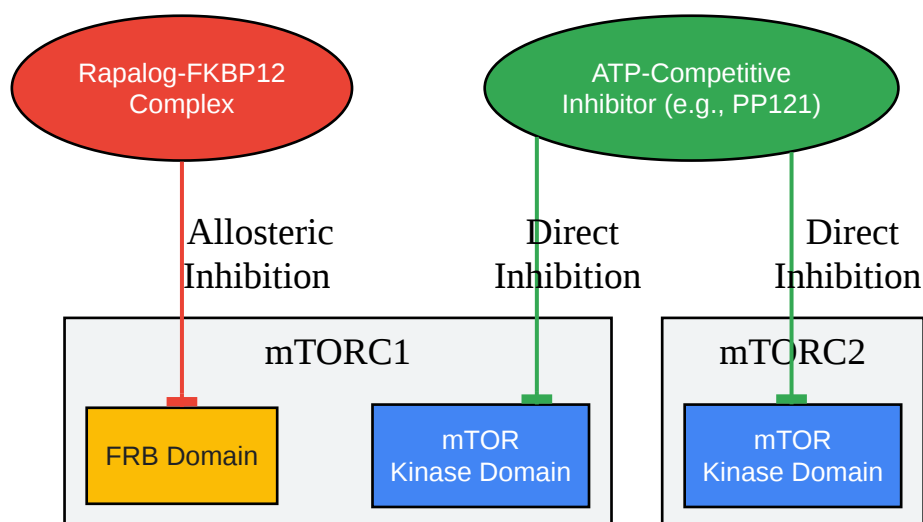 Rapalog-FKBP12
Complex
ATP-Competitive
Inhibitor (e.g., PP121)
Allosteric
Inhibition
Direct
Inhibition
Direct
Inhibition
mTORC1
mTORC2
FRB Domain
mTOR
Kinase Domain
mTOR
Kinase Domain